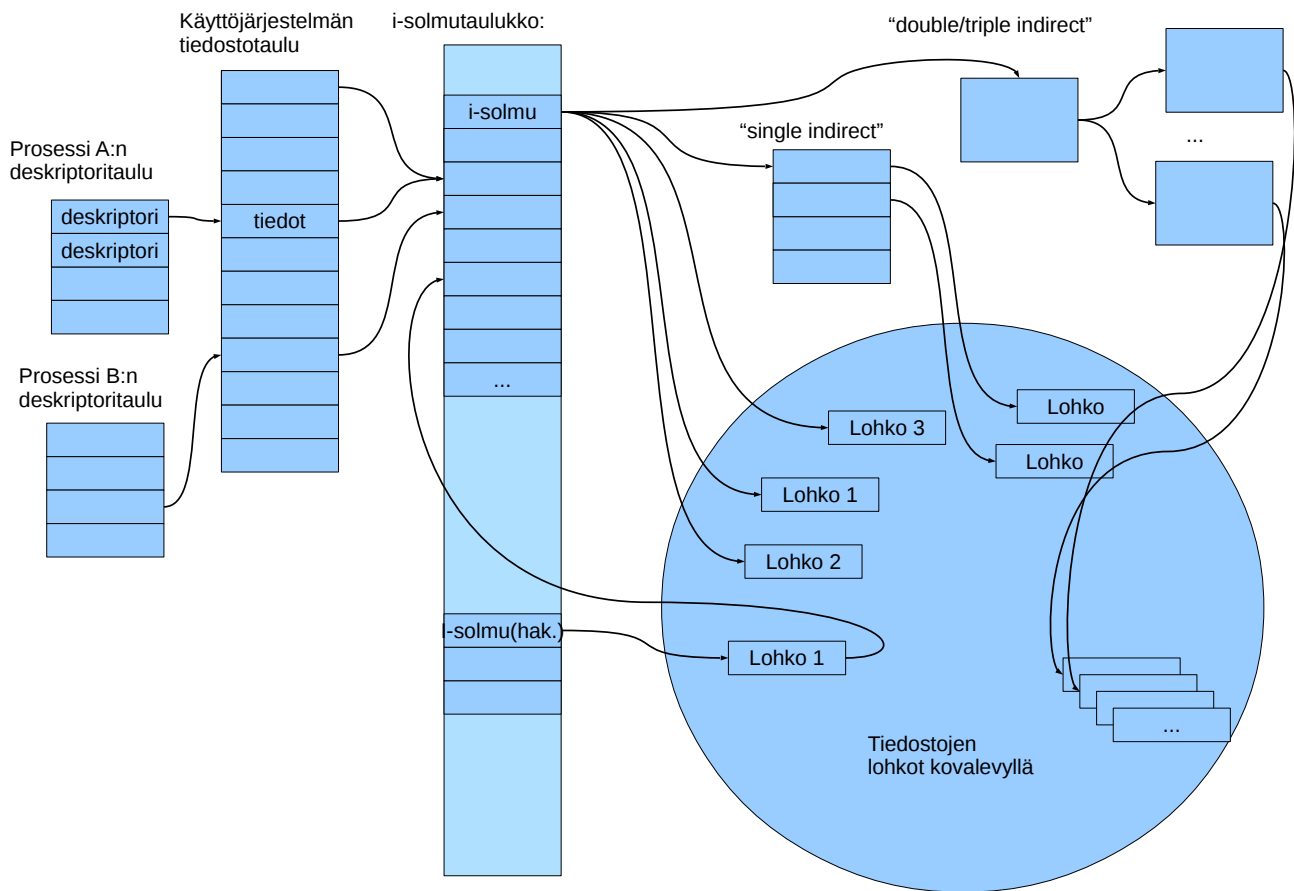 Käyttöjärjestelmän
tiedostotaulu
i-solmutaulukko:
“double/triple indirect”
i-solmu
“single indirect”
...
Prosessi A:n
deskriptoritaulu
deskriptori
deskriptori
tiedot
...
Prosessi B:n
deskriptoritaulu
Lohko
Lohko 3
Lohko
Lohko 1
Lohko 2
I-solmu(hak.)
Lohko 1
...
Tiedostojen
lohkot kovalevyllä